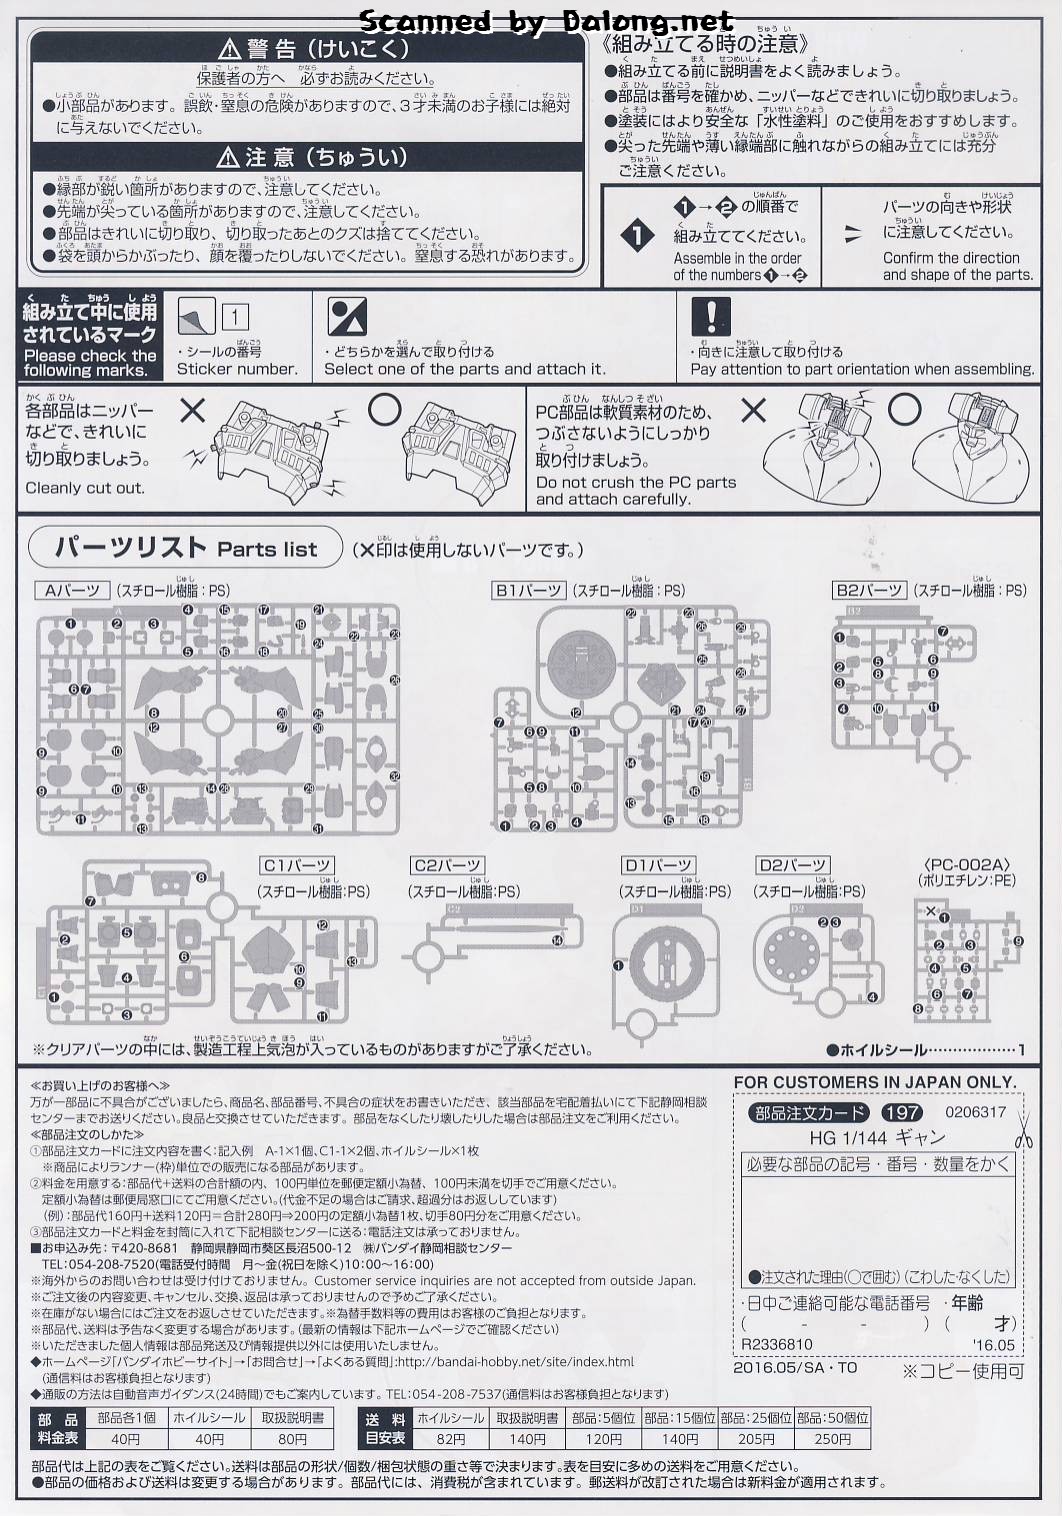 Scanned by Dalong.net
警告（けいこく）
保護者の方へ　必ずお読みください。
●小部品があります。誤飲・窒息の危険がありますので、3才未満のお子様には絶対
に与えないでください。
注意（ちゅうい）
●縁部が鋭い箇所がありますので、注意してください。
●先端が尖っている箇所がありますので、注意してください。
●部品はきれいに切り取り、切り取ったあとのクズは捨ててください。
●袋を頭からかぶったり、顔を覆ったりしないでください。窒息する恐れがあります。
《組み立てる時の注意》
●組み立てる前に説明書をよく読みましょう。
●部品は番号を確かめ、ニッパーなどできれいに切り取りましょう。
●塗装にはより安全な「水性塗料」のご使用をおすすめします。
●尖った先端や薄い縁端部に触れながらの組み立てには充分
ご注意ください。
1
1→2の順番で
組み立ててください。
Assemble in the order
of the numbers 1→2
パーツの向きや形状
に注意してください。
Confirm the direction
and shape of the parts.
組み立て中に使用
されているマーク
Please check the
following marks.
1
・シールの番号
Sticker number.
・どちらかを選んで取り付ける
Select one of the parts and attach it.
・向きに注意して取り付ける
Pay attention to part orientation when assembling.
各部品はニッパー
などで、きれいに
切り取りましょう。
Cleanly cut out.
PC部品は軟質素材のため、
つぶさないようにしっかり
取り付けましょう。
Do not crush the PC parts
and attach carefully.
パーツリスト Parts list （×印は使用しないパーツです。）
Aパーツ （スチロール樹脂：PS）
B1パーツ （スチロール樹脂：PS）
B2パーツ （スチロール樹脂：PS）
C1パーツ
（スチロール樹脂：PS）
C2パーツ
（スチロール樹脂：PS）
D1パーツ
（スチロール樹脂：PS）
D2パーツ
（スチロール樹脂：PS）
〈PC-002A〉
（ポリエチレン：PE）
※クリアパーツの中には、製造工程上気泡が入っているものがありますがご了承ください。
●ホイルシール………………1
≪お買い上げのお客様へ≫
万が一部品に不具合がございましたら、商品名、部品番号、不具合の症状をお書きいただき、該当部品を宅配着払いにて下記静岡相談
センターまでお送りください。良品と交換させていただきます。部品をなくしたり壊したりした場合は部品注文をご利用ください。
≪部品注文のしかた≫
①部品注文カードに注文内容を書く：記入例　A-1×1個、C1-1×2個、ホイルシール×1枚
※商品によりランナー（枠）単位での販売になる部品があります。
②料金を用意する：部品代+送料の合計額の内、100円単位を郵便定額小為替、100円未満を切手でご用意ください。
定額小為替は郵便局窓口にてご用意ください。（代金不足の場合はご請求、超過分はお返ししています）
（例）：部品代160円+送料120円＝合計280円⇒200円の定額小為替1枚、切手80円分をご用意ください。
③部品注文カードと料金を封筒に入れて下記相談センターに送る：電話注文は承っておりません。
■お申込み先：〒420-8681　静岡県静岡市葵区長沼500-12　㈱バンダイ静岡相談センター
TEL：054-208-7520（電話受付時間　月〜金（祝日を除く）10：00〜16：00）
※海外からのお問い合わせは受け付けておりません。Customer service inquiries are not accepted from outside Japan.
※ご注文後の内容変更、キャンセル、交換、返品は承っておりませんので予めご了承ください。
※在庫がない場合にはご注文をお返しさせていただきます。※為替手数料等の費用はお客様のご負担となります。
※部品代、送料は予告なく変更する場合があります。（最新の情報は下記ホームページでご確認ください）
※いただきました個人情報は部品発送及び情報提供以外には使用いたしません。
◆ホームページ「バンダイホビーサイト」→「お問合せ」→「よくある質問」：http://bandai-hobby.net/site/index.html
（通信料はお客様負担となります）
◆通販の方法は自動音声ガイダンス（24時間）でもご案内しています。TEL：054-208-7537（通信料はお客様負担となります）
FOR CUSTOMERS IN JAPAN ONLY.
部品注文カード 197 0206317
HG 1/144 ギャン
必要な部品の記号・番号・数量をかく
●注文された理由（○で囲む）（こわした・なくした）
・日中ご連絡可能な電話番号 ・年齢
（　　-　　-　　）（　　才）
R2336810 '16.05
2016.05/SA・TO ※コピー使用可
部品料金表 部品各1個 ホイルシール 取扱説明書
40円 40円 80円
送料目安表 ホイルシール 取扱説明書 部品：5個位 部品：15個位 部品：25個位 部品：50個位
82円 140円 120円 140円 205円 250円
部品代は上記の表をご覧ください。送料は部品の形状/個数/梱包状態の重さ等で決まります。表を目安に多めの送料をご用意ください。
●部品の価格および送料は変更する場合があります。部品代には、消費税が含まれています。郵送料が改訂された場合は新料金が適用されます。